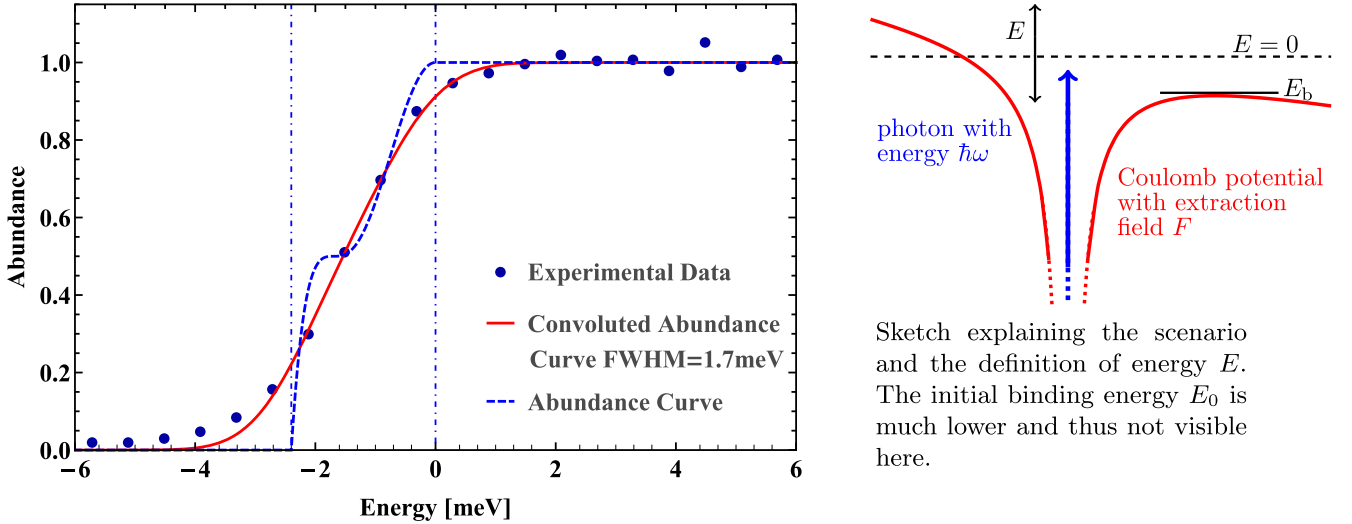 Abundance
1.0
0.8
0.6
0.4
0.2
0.0
−6
−4
−2
0
2
4
6
Energy [meV]
Experimental Data
Convoluted Abundance
Curve FWHM=1.7meV
Abundance Curve
E
E = 0
E_b
photon with
energy ℏω
Coulomb potential
with extraction
field F
Sketch explaining the scenario
and the definition of energy E.
The initial binding energy E₀ is
much lower and thus not visible
here.